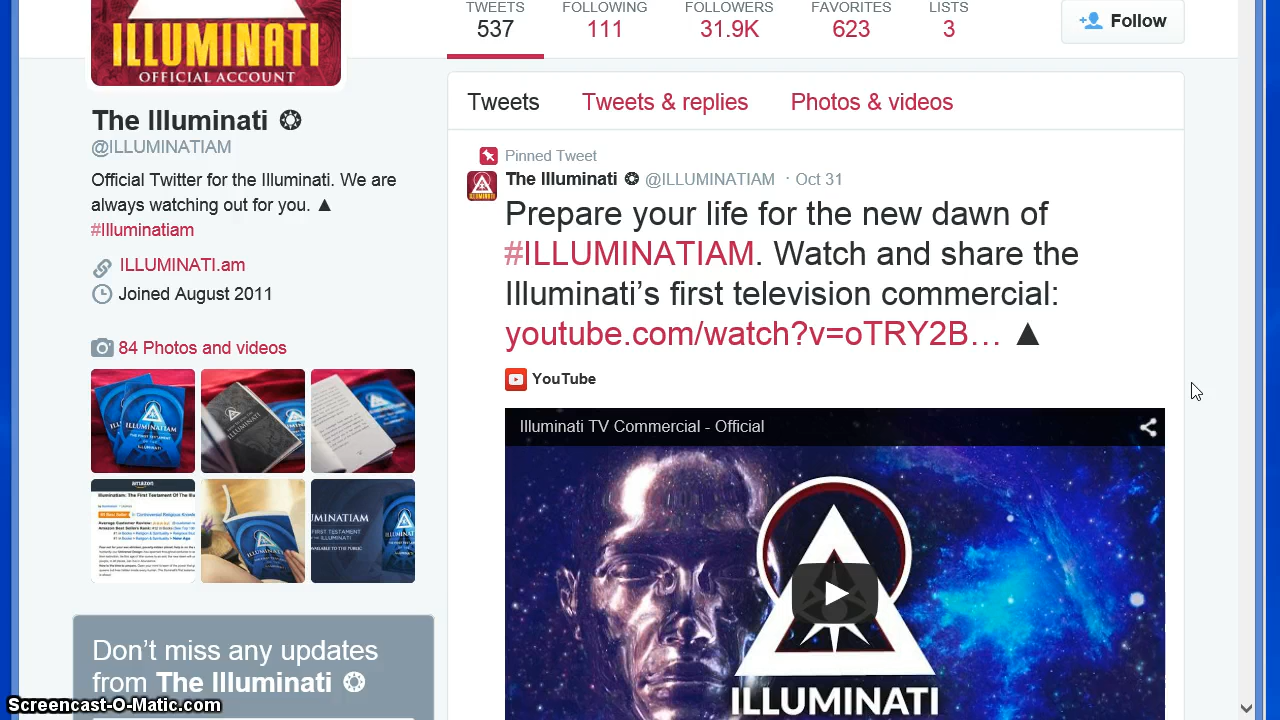 TWEETS FOLLOWING FOLLOWERS FAVORITES LISTS
537 111 31.9K 623 3
Follow
ILLUMINATI
OFFICIAL ACCOUNT
The Illuminati
@ILLUMINATIAM
Official Twitter for the Illuminati. We are
always watching out for you. ▲
#Illuminatiam
ILLUMINATI.am
Joined August 2011
84 Photos and videos
ILLUMINATIAM
amazon
ILLUMINATIAM
Don't miss any updates
from The Illuminati
Tweets Tweets & replies Photos & videos
Pinned Tweet
The Illuminati @ILLUMINATIAM · Oct 31
Prepare your life for the new dawn of
#ILLUMINATIAM. Watch and share the
Illuminati's first television commercial:
youtube.com/watch?v=oTRY2B… ▲
YouTube
Illuminati TV Commercial - Official
ILLUMINATI
Screencast-O-Matic.com